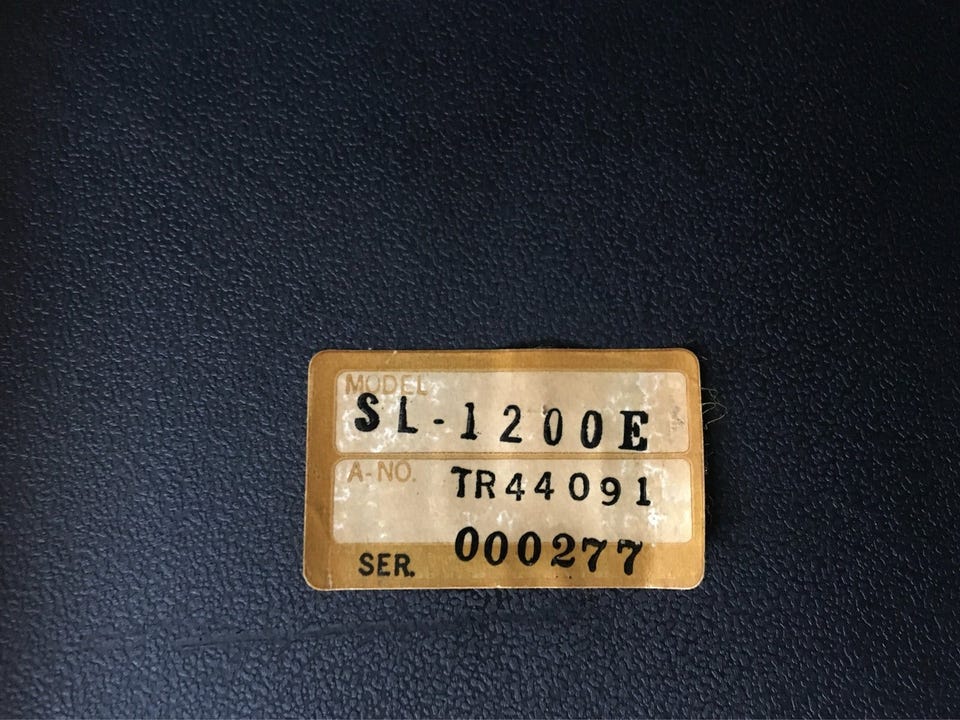 MODEL
SL-1200E
A-NO.
TR44091
SER. 000277